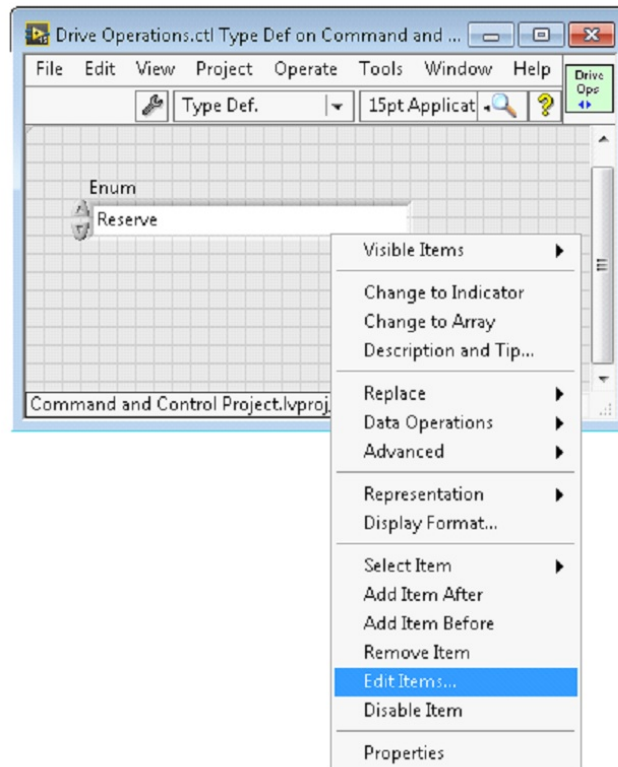 Drive Operations.ctl Type Def on Command and ...
File Edit View Project Operate Tools Window Help
Drive
Ops
Type Def. 15pt Applicat ?
Enum
Reserve
Visible Items
Change to Indicator
Change to Array
Description and Tip...
Replace
Data Operations
Advanced
Representation
Display Format...
Select Item
Add Item After
Add Item Before
Remove Item
Edit Items...
Disable Item
Properties
Command and Control Project.lvproj